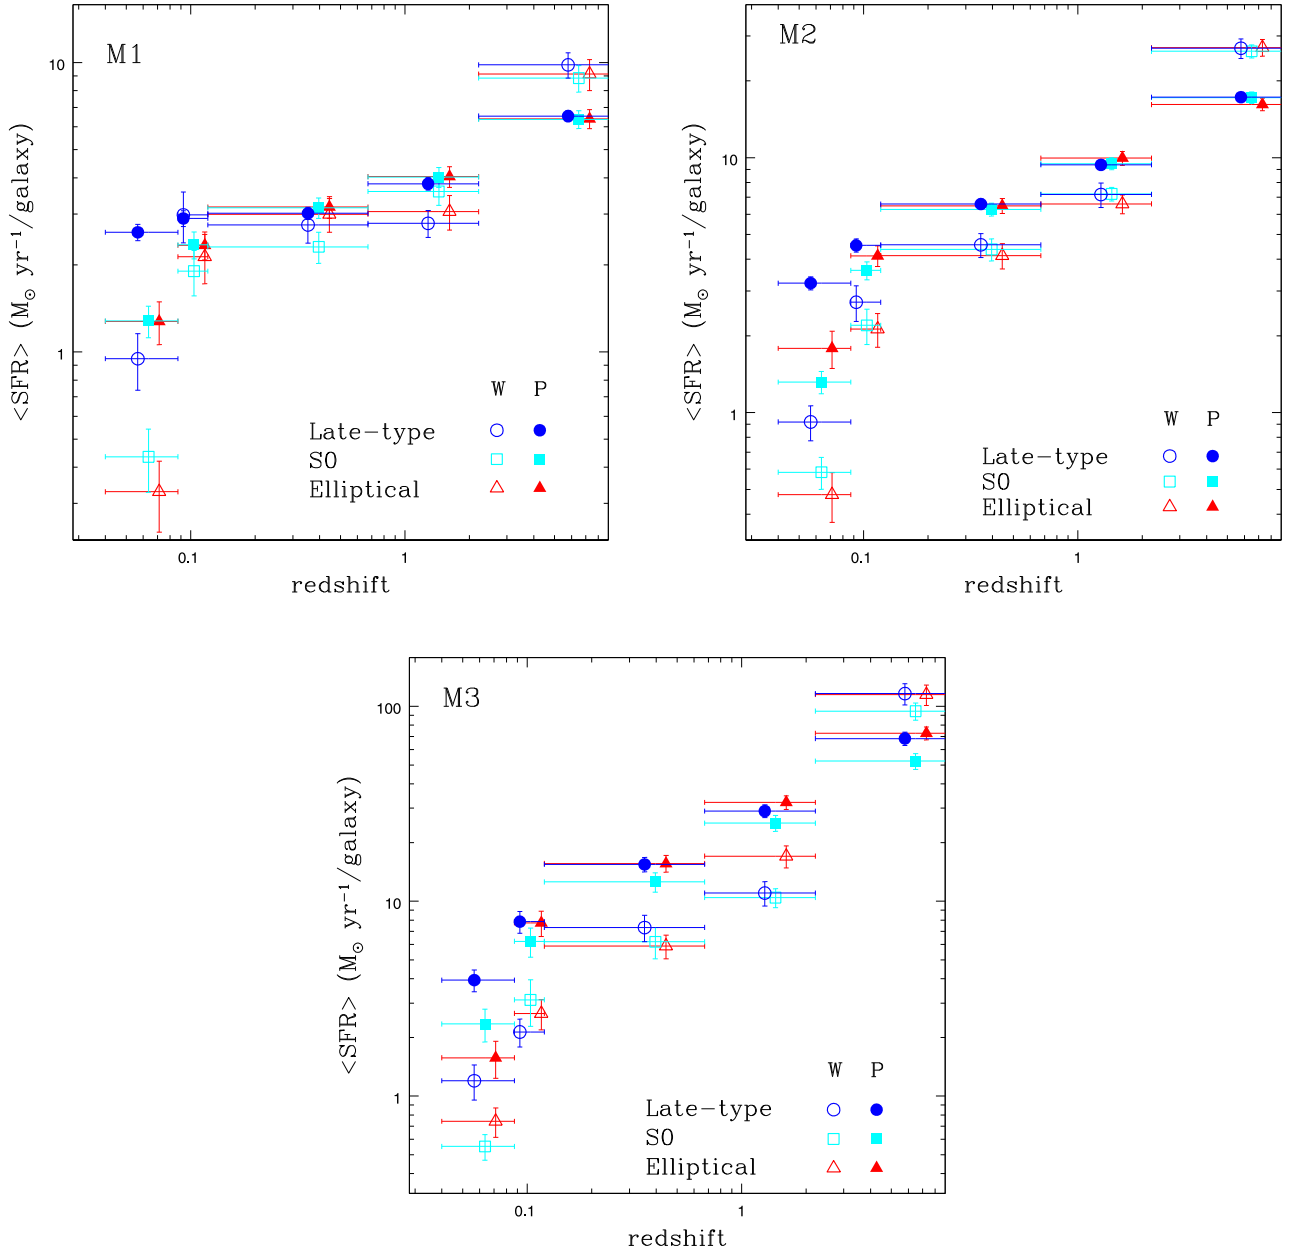 M1
10
1
<SFR> (M⊙ yr⁻¹/galaxy)
W P
Late-type
S0
Elliptical
0.1 1
redshift
M2
10
1
<SFR> (M⊙ yr⁻¹/galaxy)
W P
Late-type
S0
Elliptical
0.1 1
redshift
M3
100
10
1
<SFR> (M⊙ yr⁻¹/galaxy)
W P
Late-type
S0
Elliptical
0.1 1
redshift